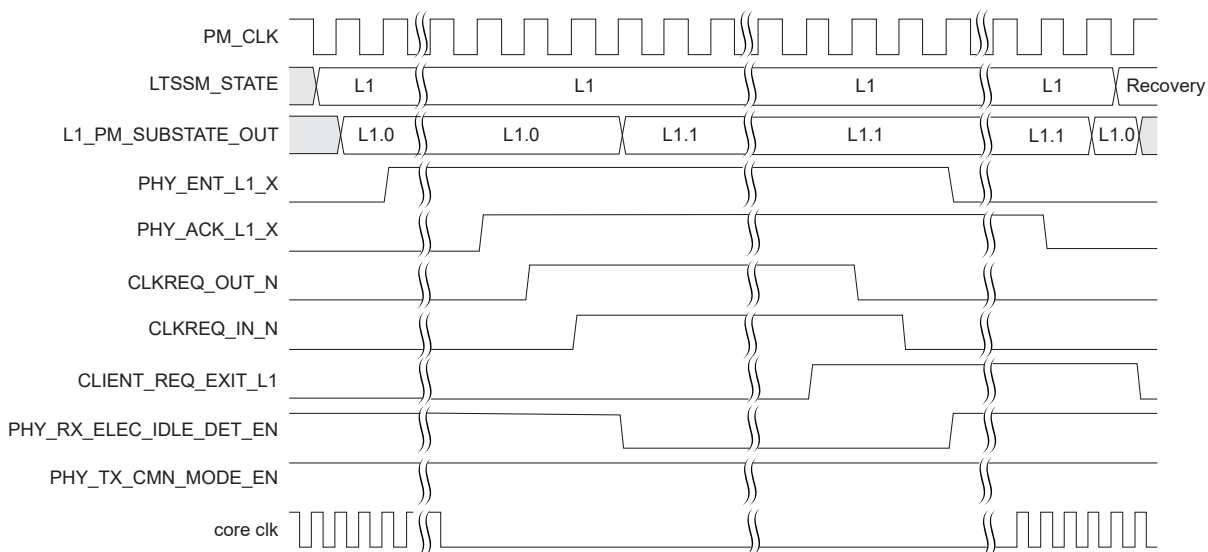 PM_CLK
LTSSM_STATE L1 L1 L1 L1 Recovery
L1_PM_SUBSTATE_OUT L1.0 L1.0 L1.1 L1.1 L1.1 L1.0
PHY_ENT_L1_X
PHY_ACK_L1_X
CLKREQ_OUT_N
CLKREQ_IN_N
CLIENT_REQ_EXIT_L1
PHY_RX_ELEC_IDLE_DET_EN
PHY_TX_CMN_MODE_EN
core clk